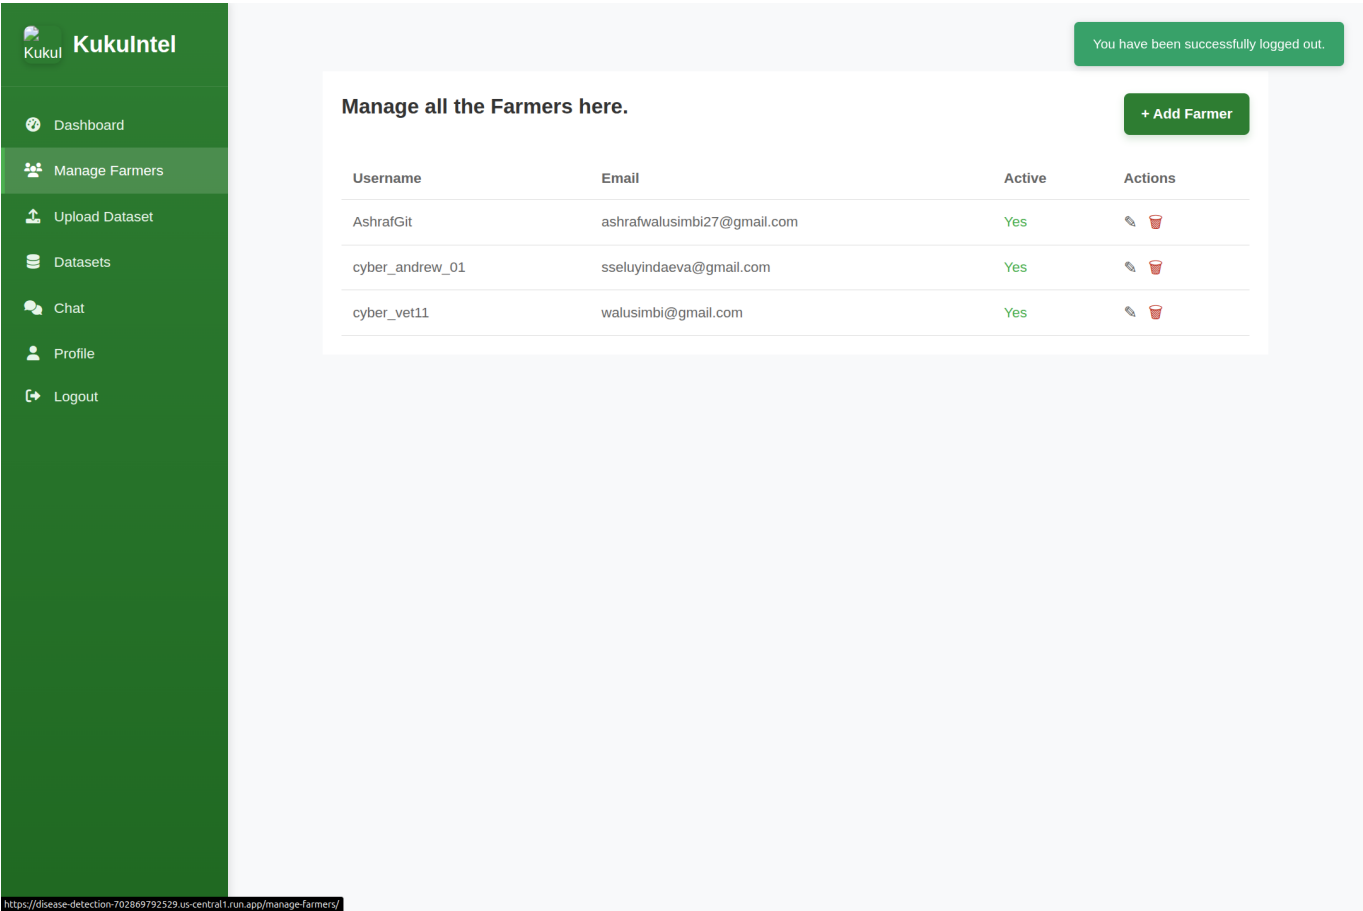 Kukul
KukuIntel
You have been successfully logged out.
Dashboard
Manage Farmers
Upload Dataset
Datasets
Chat
Profile
Logout
Manage all the Farmers here.
+ Add Farmer
Username Email Active Actions
AshrafGit ashrafwalusimbi27@gmail.com Yes
cyber_andrew_01 sseluyindaeva@gmail.com Yes
cyber_vet11 walusimbi@gmail.com Yes
https://disease-detection-702869792529.us-central1.run.app/manage-farmers/